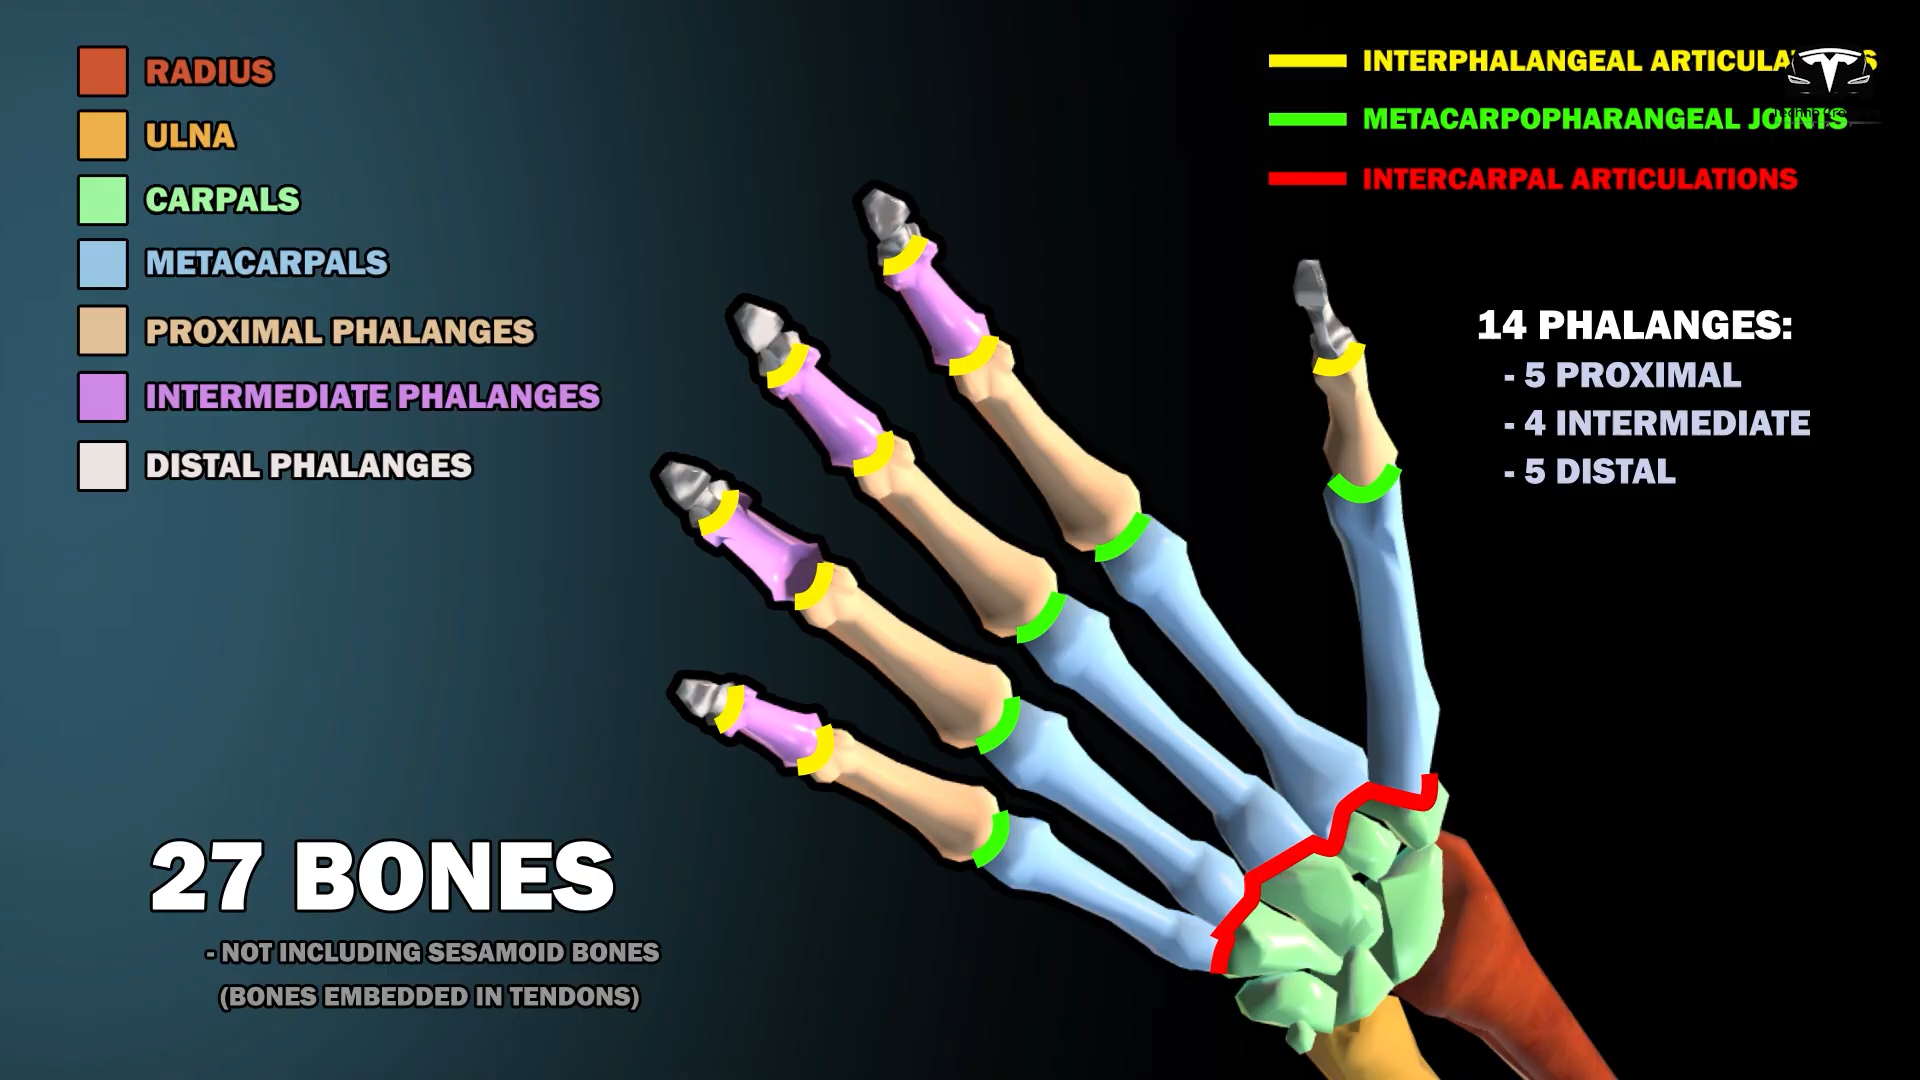 RADIUS
ULNA
CARPALS
METACARPALS
PROXIMAL PHALANGES
INTERMEDIATE PHALANGES
DISTAL PHALANGES
INTERPHALANGEAL
METACARPOPHARANGEAL JOINTS
INTERCARPAL ARTICULATIONS
14 PHALANGES:
- 5 PROXIMAL
- 4 INTERMEDIATE
- 5 DISTAL
27 BONES
- NOT INCLUDING SESAMOID BONES
(BONES EMBEDDED IN TENDONS)